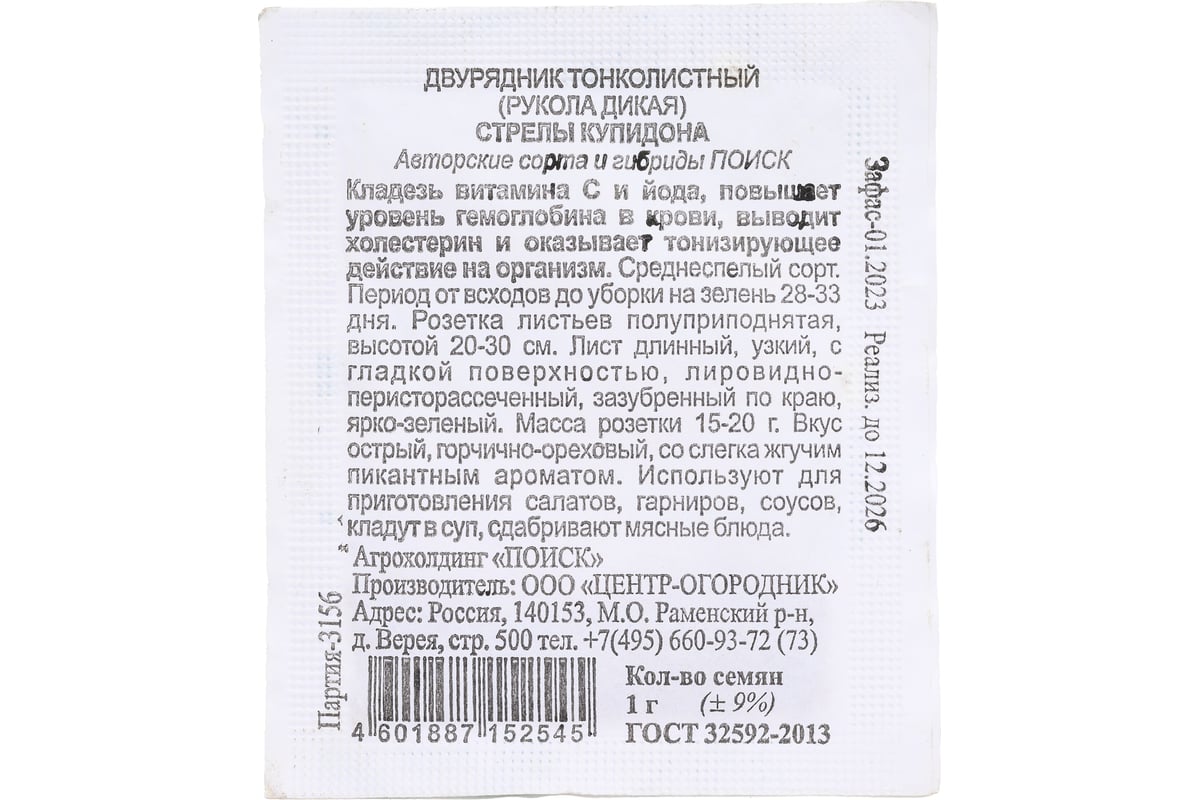 ДВУРЯДНИК ТОНКОЛИСТНЫЙ
(РУКОЛА ДИКАЯ)
СТРЕЛЫ КУПИДОНА
Авторские сорта и гибриды ПОИСК
Кладезь витамина С и йода, повышает
уровень гемоглобина в крови, выводит
холестерин и оказывает тонизирующее
действие на организм. Среднеспелый сорт.
Период от всходов до уборки на зелень 28-33
дня. Розетка листьев полуприподнятая,
высотой 20-30 см. Лист длинный, узкий, с
гладкой поверхностью, лировидно-
перисторассеченный, зазубренный по краю,
ярко-зеленый. Масса розетки 15-20 г. Вкус
острый, горчично-ореховый, со слегка жгучим
пикантным ароматом. Используют для
приготовления салатов, гарниров, соусов,
кладут в суп, сдабривают мясные блюда.
Агрохолдинг «ПОИСК»
Производитель: ООО «ЦЕНТР-ОГОРОДНИК»
Адрес: Россия, 140153, М.О. Раменский р-н,
д. Верея, стр. 500 тел. +7(495) 660-93-72 (73)
Кол-во семян
1 г (± 9%)
ГОСТ 32592-2013
4 601887 152545
Партия-3156
Зафас-01.2023 Реализ. до 12.2026